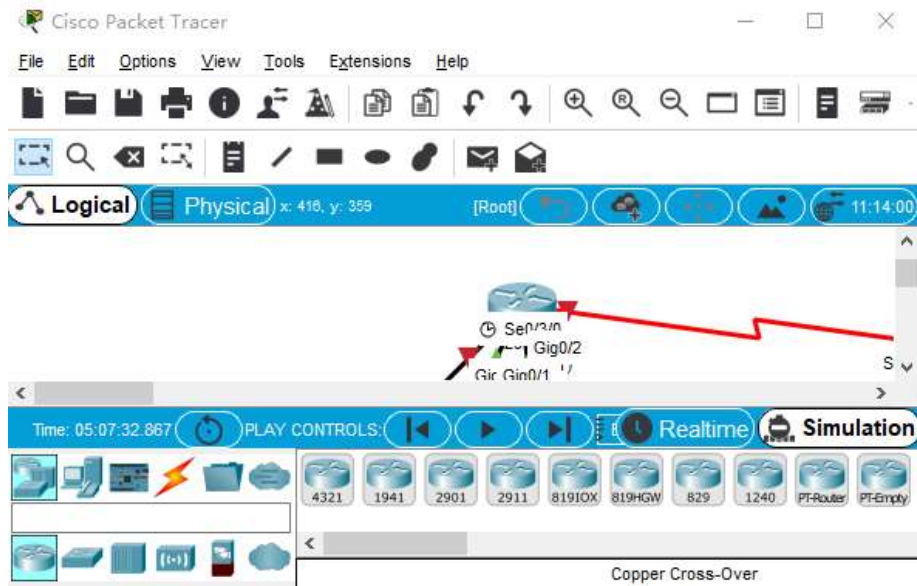 Cisco Packet Tracer
File Edit Options View Tools Extensions Help
Logical Physical x: 416, y: 359 [Root] 11:14:00
Se0/3/0
Gig0/2
Gig0/1
S
Time: 05:07:32.867 PLAY CONTROLS: Realtime Simulation
4321 1941 2901 2911 819IOX 819HGW 829 1240 PT-Router PT-Empty
Copper Cross-Over